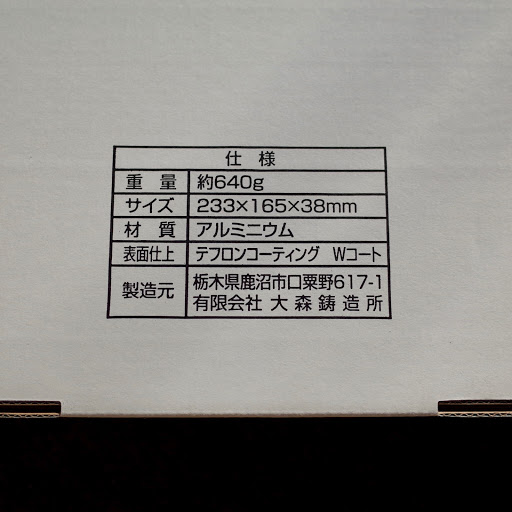 仕 様
重 量 約640g
サイズ 233×165×38mm
材 質 アルミニウム
表面仕上 テフロンコーティング Wコート
製造元 栃木県鹿沼市口粟野617-1
有限会社 大森鋳造所